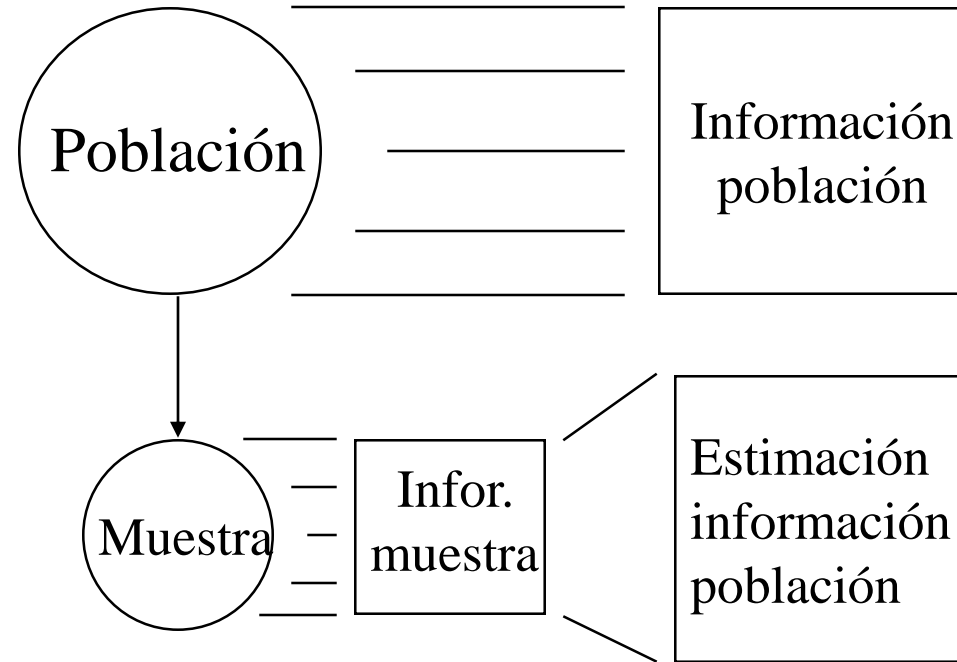 Población
Información
población
Muestra
Infor.
muestra
Estimación
información
población